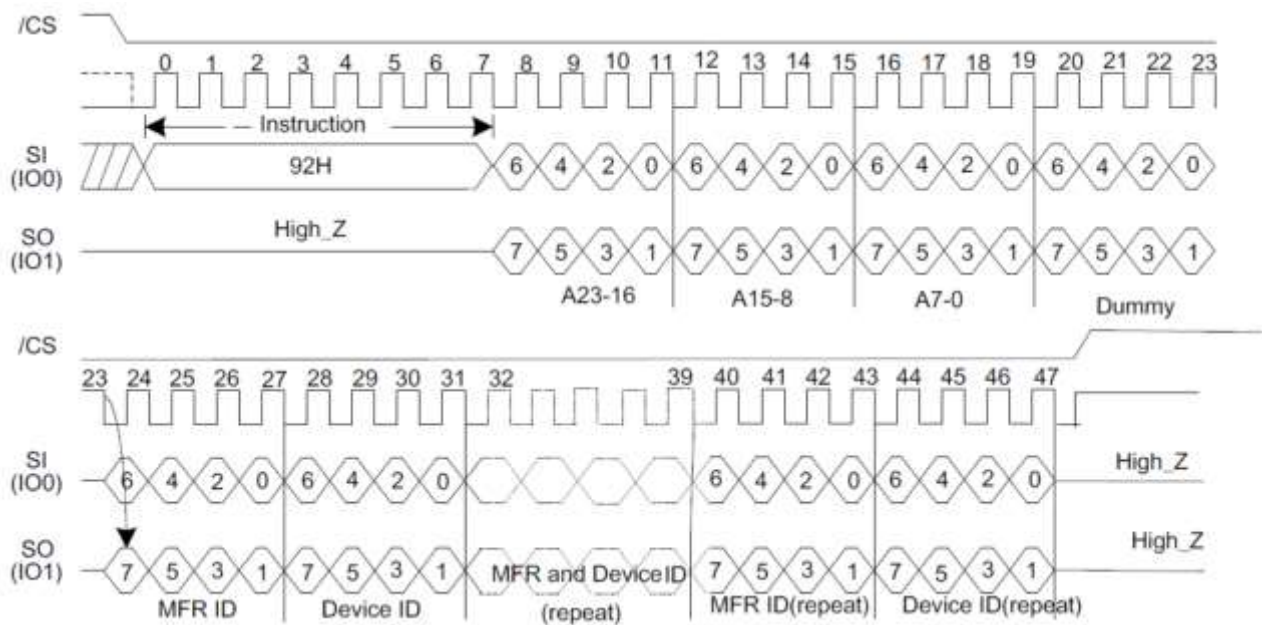 /CS
0 1 2 3 4 5 6 7 8 9 10 11 12 13 14 15 16 17 18 19 20 21 22 23
Instruction
SI
(IO0)
92H
6 4 2 0 6 4 2 0 6 4 2 0 6 4 2 0
SO
(IO1)
High_Z
7 5 3 1 7 5 3 1 7 5 3 1 7 5 3 1
A23-16 A15-8 A7-0 Dummy
/CS
23 24 25 26 27 28 29 30 31 32 39 40 41 42 43 44 45 46 47
SI
(IO0)
6 4 2 0 6 4 2 0 6 4 2 0 6 4 2 0 High_Z
SO
(IO1)
7 5 3 1 7 5 3 1 MFR and Device ID 7 5 3 1 7 5 3 1 High_Z
MFR ID Device ID (repeat) MFR ID(repeat) Device ID(repeat)